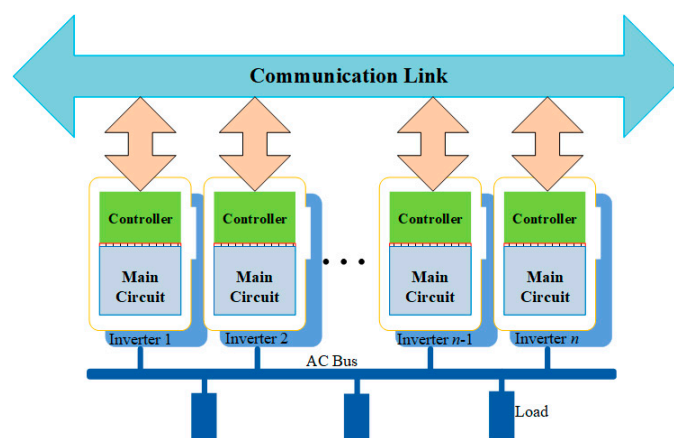 Communication Link
Controller
Controller
Controller
Controller
Main
Circuit
Main
Circuit
Main
Circuit
Main
Circuit
Inverter 1
Inverter 2
Inverter n-1
Inverter n
AC Bus
Load